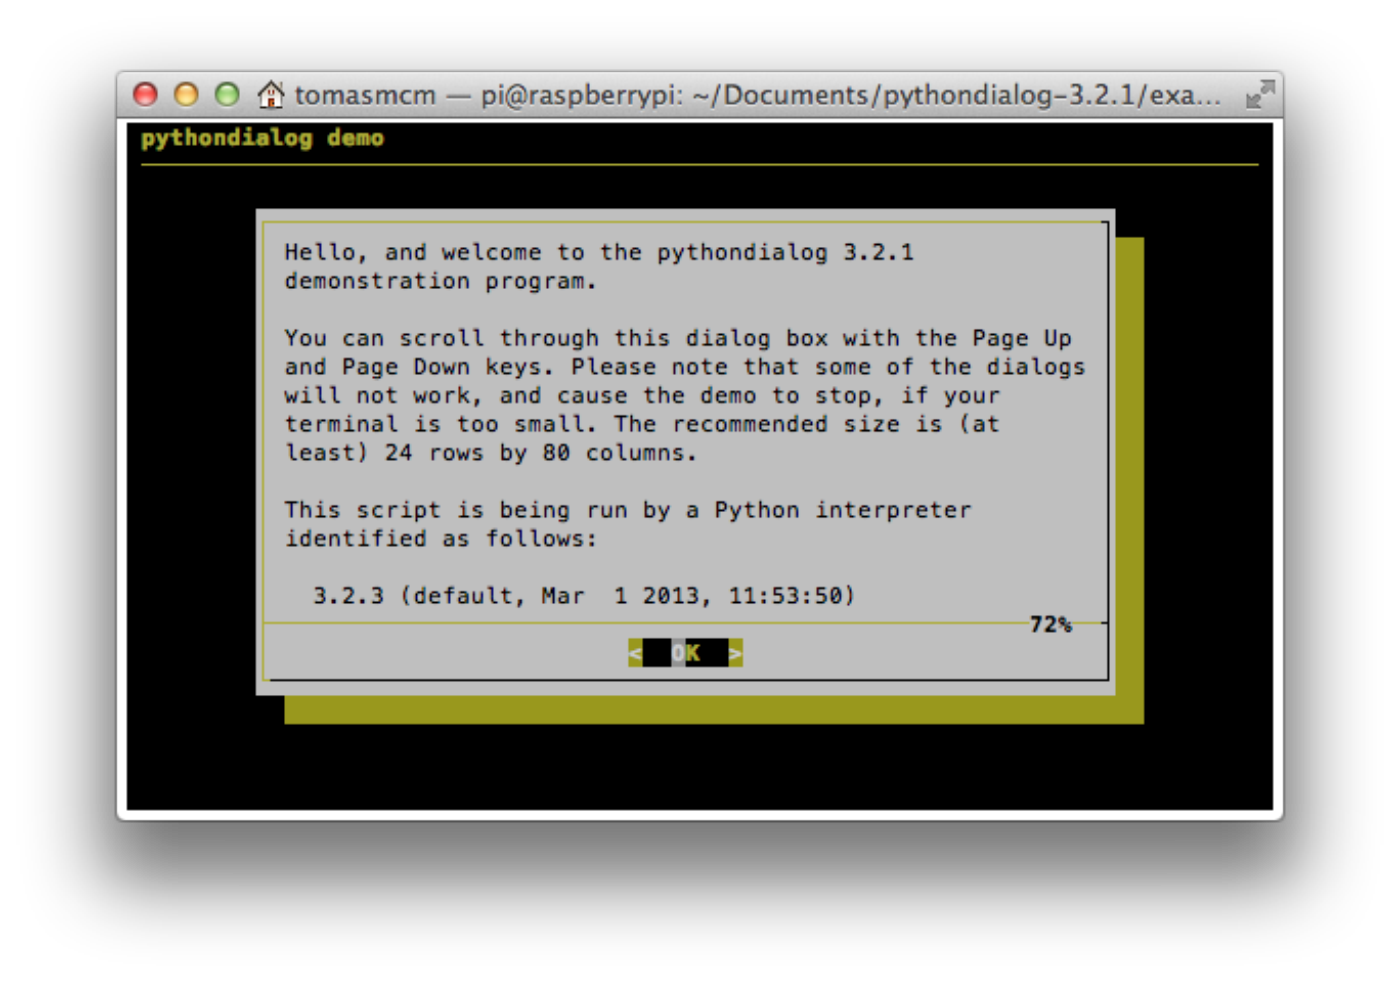 tomasmcm — pi@raspberrypi: ~/Documents/pythondialog-3.2.1/exa...
pythondialog demo
Hello, and welcome to the pythondialog 3.2.1
demonstration program.
You can scroll through this dialog box with the Page Up
and Page Down keys. Please note that some of the dialogs
will not work, and cause the demo to stop, if your
terminal is too small. The recommended size is (at
least) 24 rows by 80 columns.
This script is being run by a Python interpreter
identified as follows:
3.2.3 (default, Mar  1 2013, 11:53:50)
72%
<  OK  >